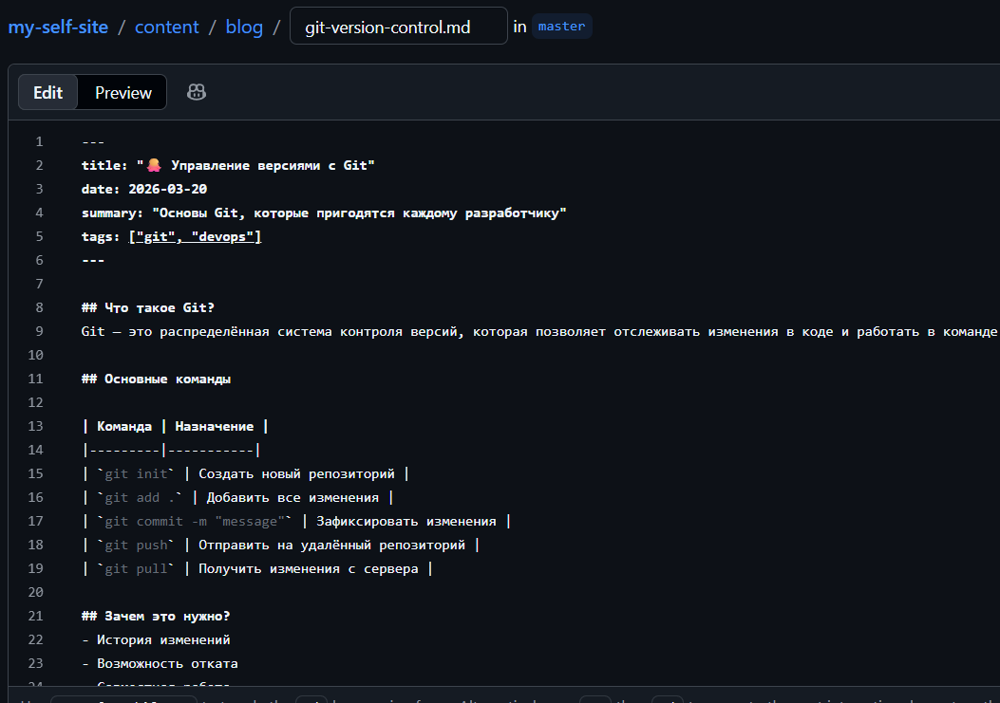 my-self-site / content / blog / git-version-control.md in master
Edit Preview
1 ---
2 title: "🐙 Управление версиями с Git"
3 date: 2026-03-20
4 summary: "Основы Git, которые пригодятся каждому разработчику"
5 tags: ["git", "devops"]
6 ---
7
8 ## Что такое Git?
9 Git — это распределённая система контроля версий, которая позволяет отслеживать изменения в коде и работать в команде
10
11 ## Основные команды
12
13 | Команда | Назначение |
14 |---------|-----------|
15 | `git init` | Создать новый репозиторий |
16 | `git add .` | Добавить все изменения |
17 | `git commit -m "message"` | Зафиксировать изменения |
18 | `git push` | Отправить на удалённый репозиторий |
19 | `git pull` | Получить изменения с сервера |
20
21 ## Зачем это нужно?
22 - История изменений
23 - Возможность отката
24